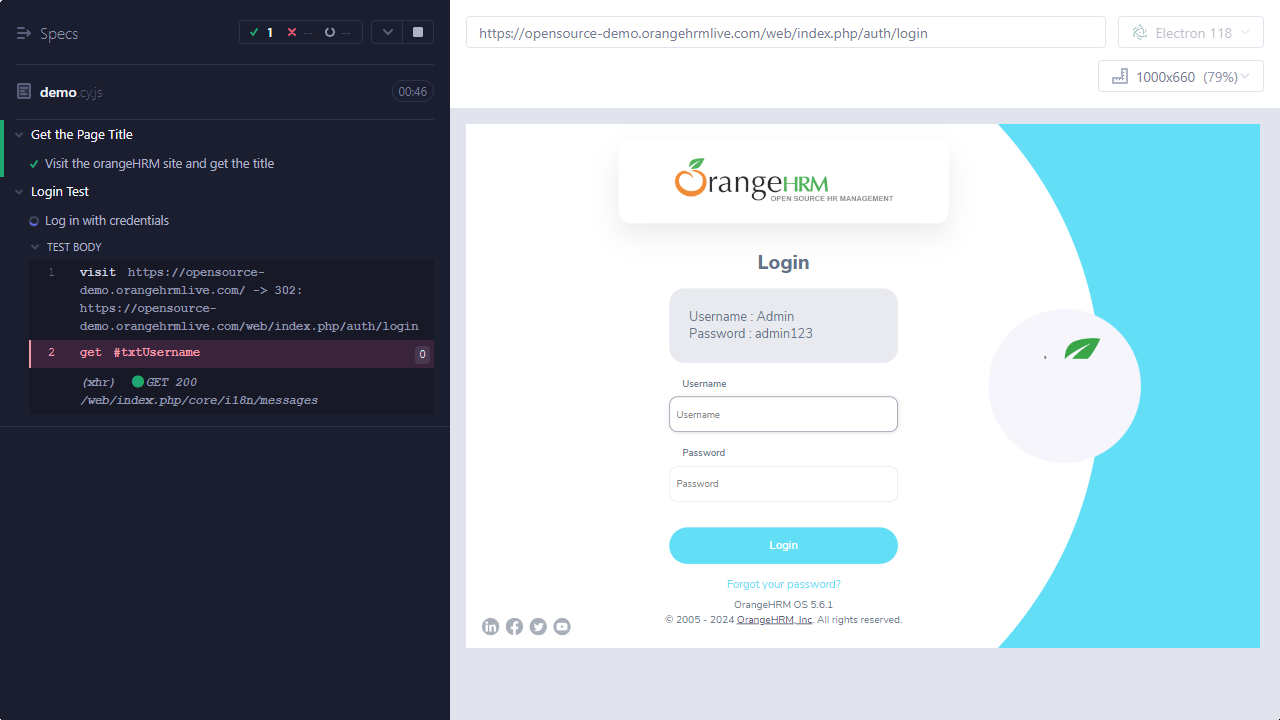 Specs
1
--
--
https://opensource-demo.orangehrmlive.com/web/index.php/auth/login
Electron 118
1000x660 (79%)
demo.cy.js
00:46
Get the Page Title
Visit the orangeHRM site and get the title
Login Test
Log in with credentials
TEST BODY
1 visit https://opensource-
demo.orangehrmlive.com/ -> 302:
https://opensource-
demo.orangehrmlive.com/web/index.php/auth/login
2 get #txtUsername 0
(xhr) GET 200
/web/index.php/core/i18n/messages
OrangeHRM
OPEN SOURCE HR MANAGEMENT
Login
Username : Admin
Password : admin123
Username
Username
Password
Password
Login
Forgot your password?
OrangeHRM OS 5.6.1
© 2005 - 2024 OrangeHRM, Inc. All rights reserved.